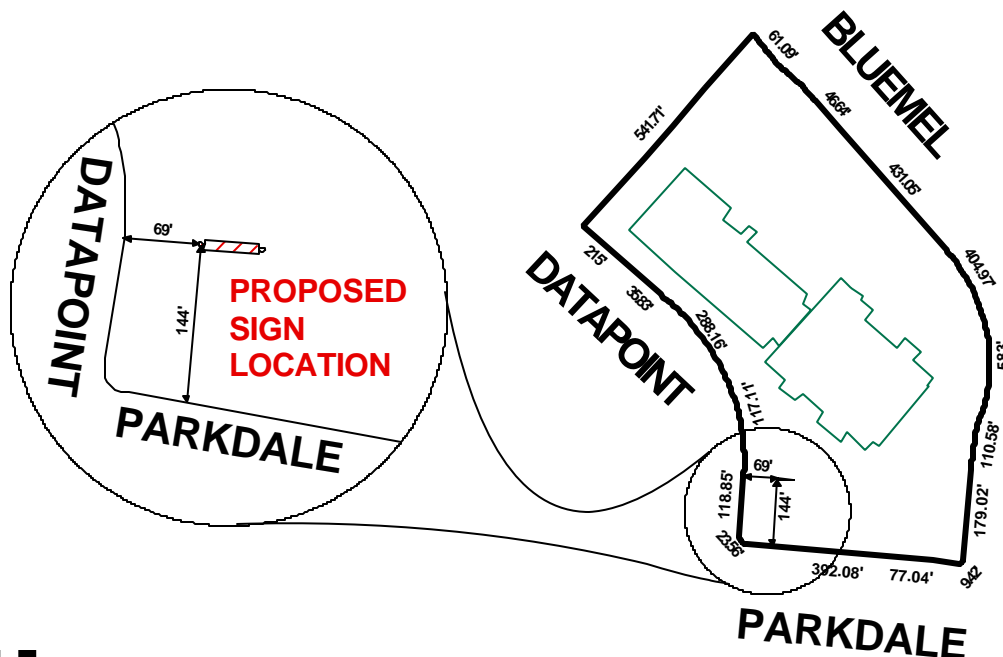 BLUEMEL
61.09'
46.64'
541.71'
431.05'
404.97'
DATAPOINT
69'
PROPOSED
SIGN
LOCATION
144'
PARKDALE
215'
35.83'
288.16'
DATAPOINT
117.11'
110.58'
69'
118.85'
144'
179.02'
23.56'
392.08'
77.04'
9.42
PARKDALE